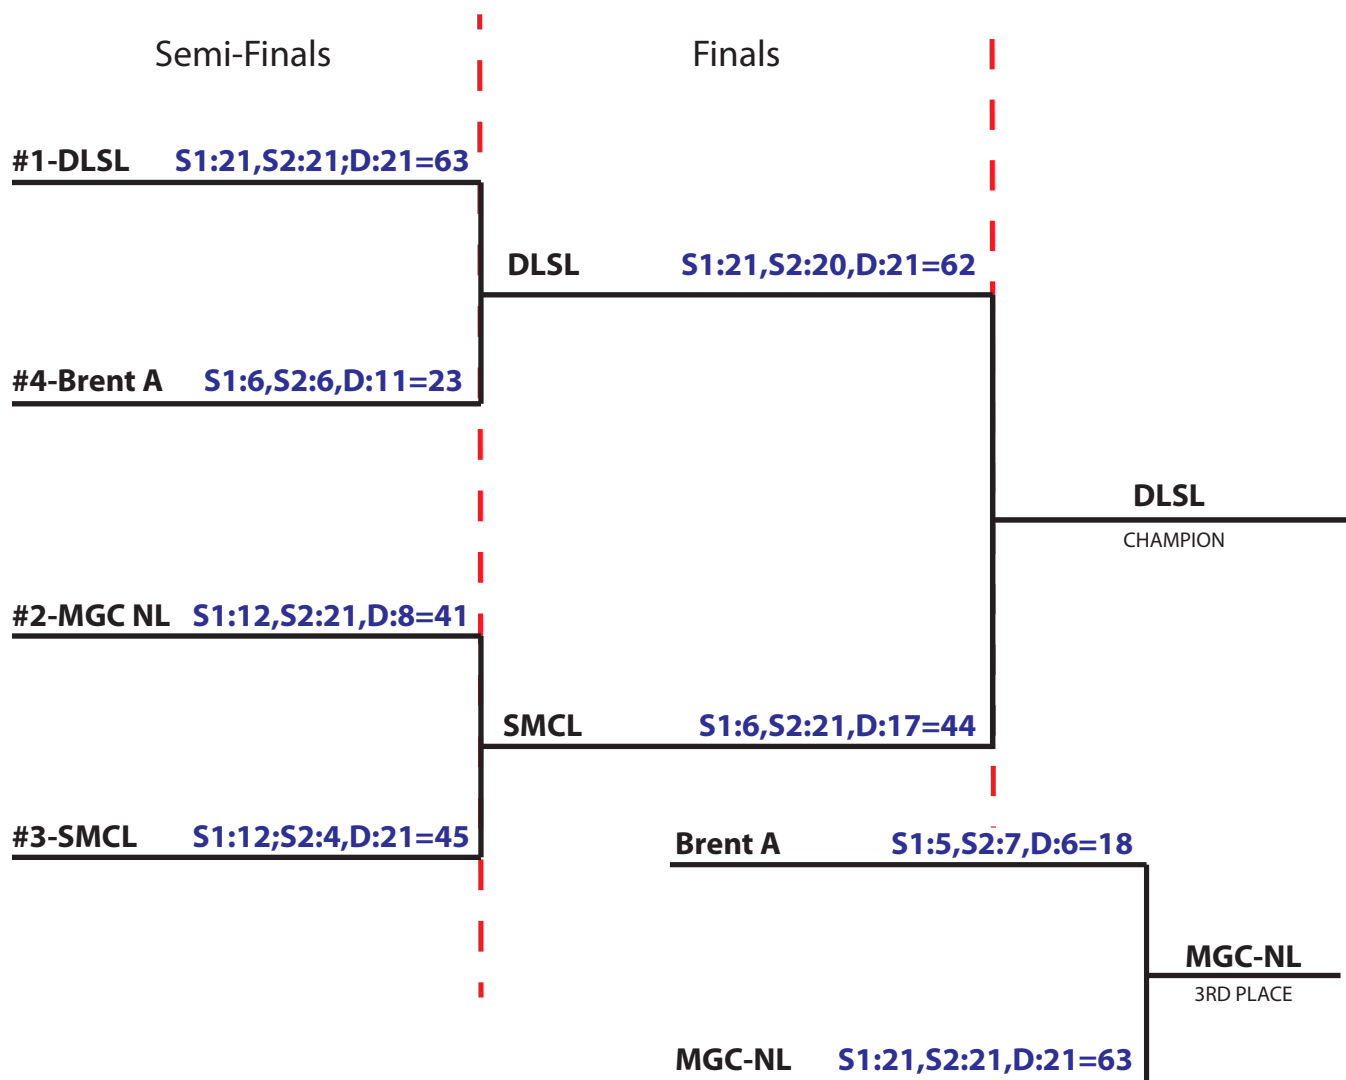 Semi-Finals
Finals
#1-DLSL S1:21,S2:21;D:21=63
DLSL S1:21,S2:20,D:21=62
#4-Brent A S1:6,S2:6,D:11=23
DLSL
CHAMPION
#2-MGC NL S1:12,S2:21,D:8=41
SMCL S1:6,S2:21,D:17=44
#3-SMCL S1:12;S2:4,D:21=45
Brent A S1:5,S2:7,D:6=18
MGC-NL
3RD PLACE
MGC-NL S1:21,S2:21,D:21=63